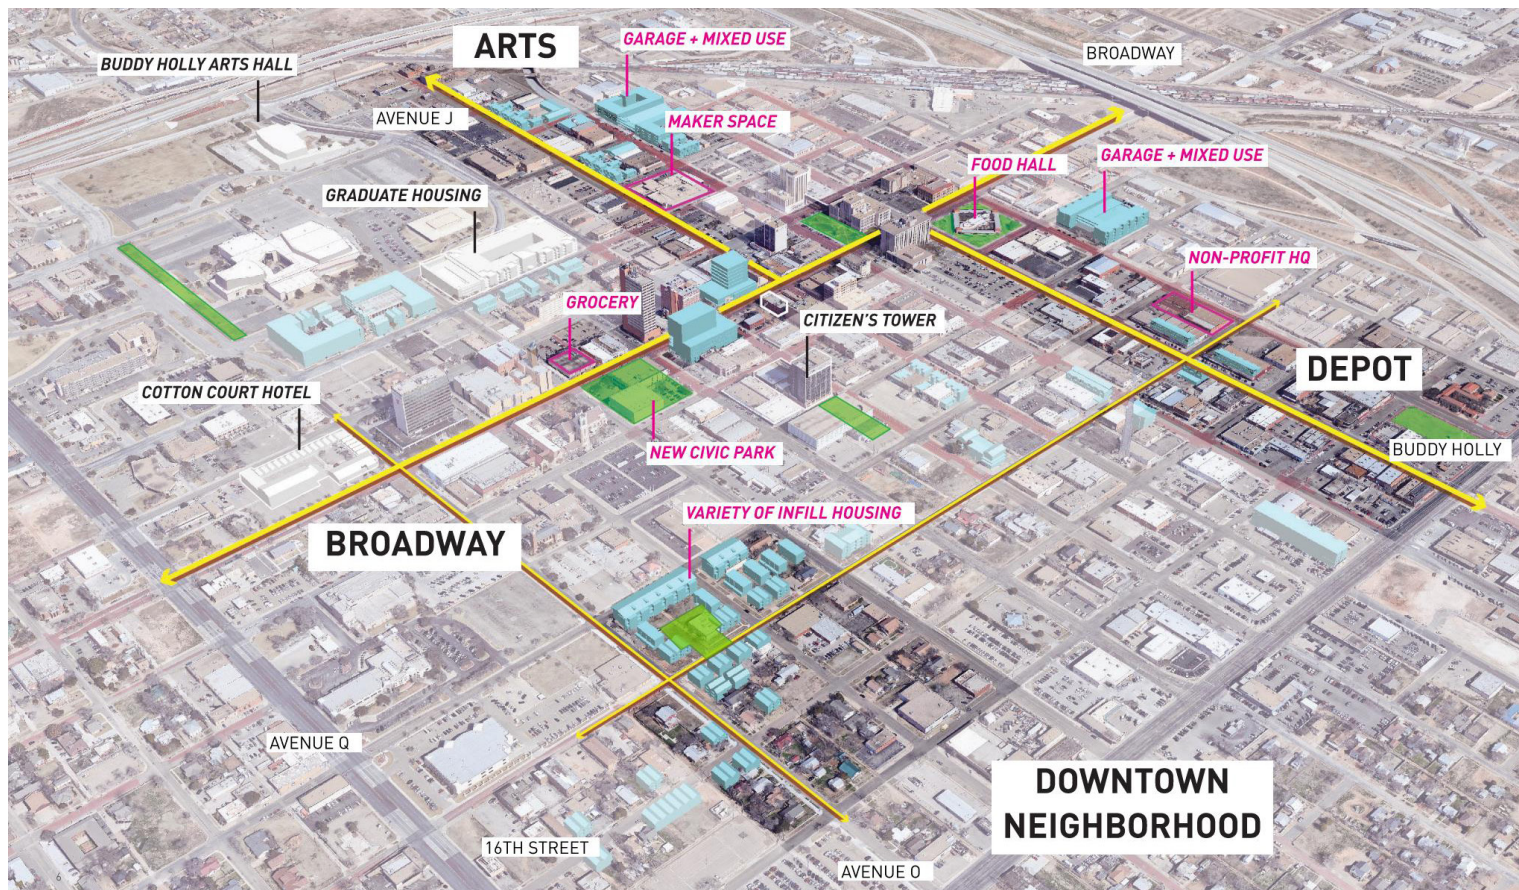 ARTS
GARAGE + MIXED USE
BROADWAY
BUDDY HOLLY ARTS HALL
AVENUE J
MAKER SPACE
FOOD HALL
GARAGE + MIXED USE
GRADUATE HOUSING
NON-PROFIT HQ
GROCERY
CITIZEN'S TOWER
DEPOT
COTTON COURT HOTEL
NEW CIVIC PARK
BUDDY HOLLY
VARIETY OF INFILL HOUSING
BROADWAY
AVENUE Q
DOWNTOWN
NEIGHBORHOOD
16TH STREET
AVENUE O
6